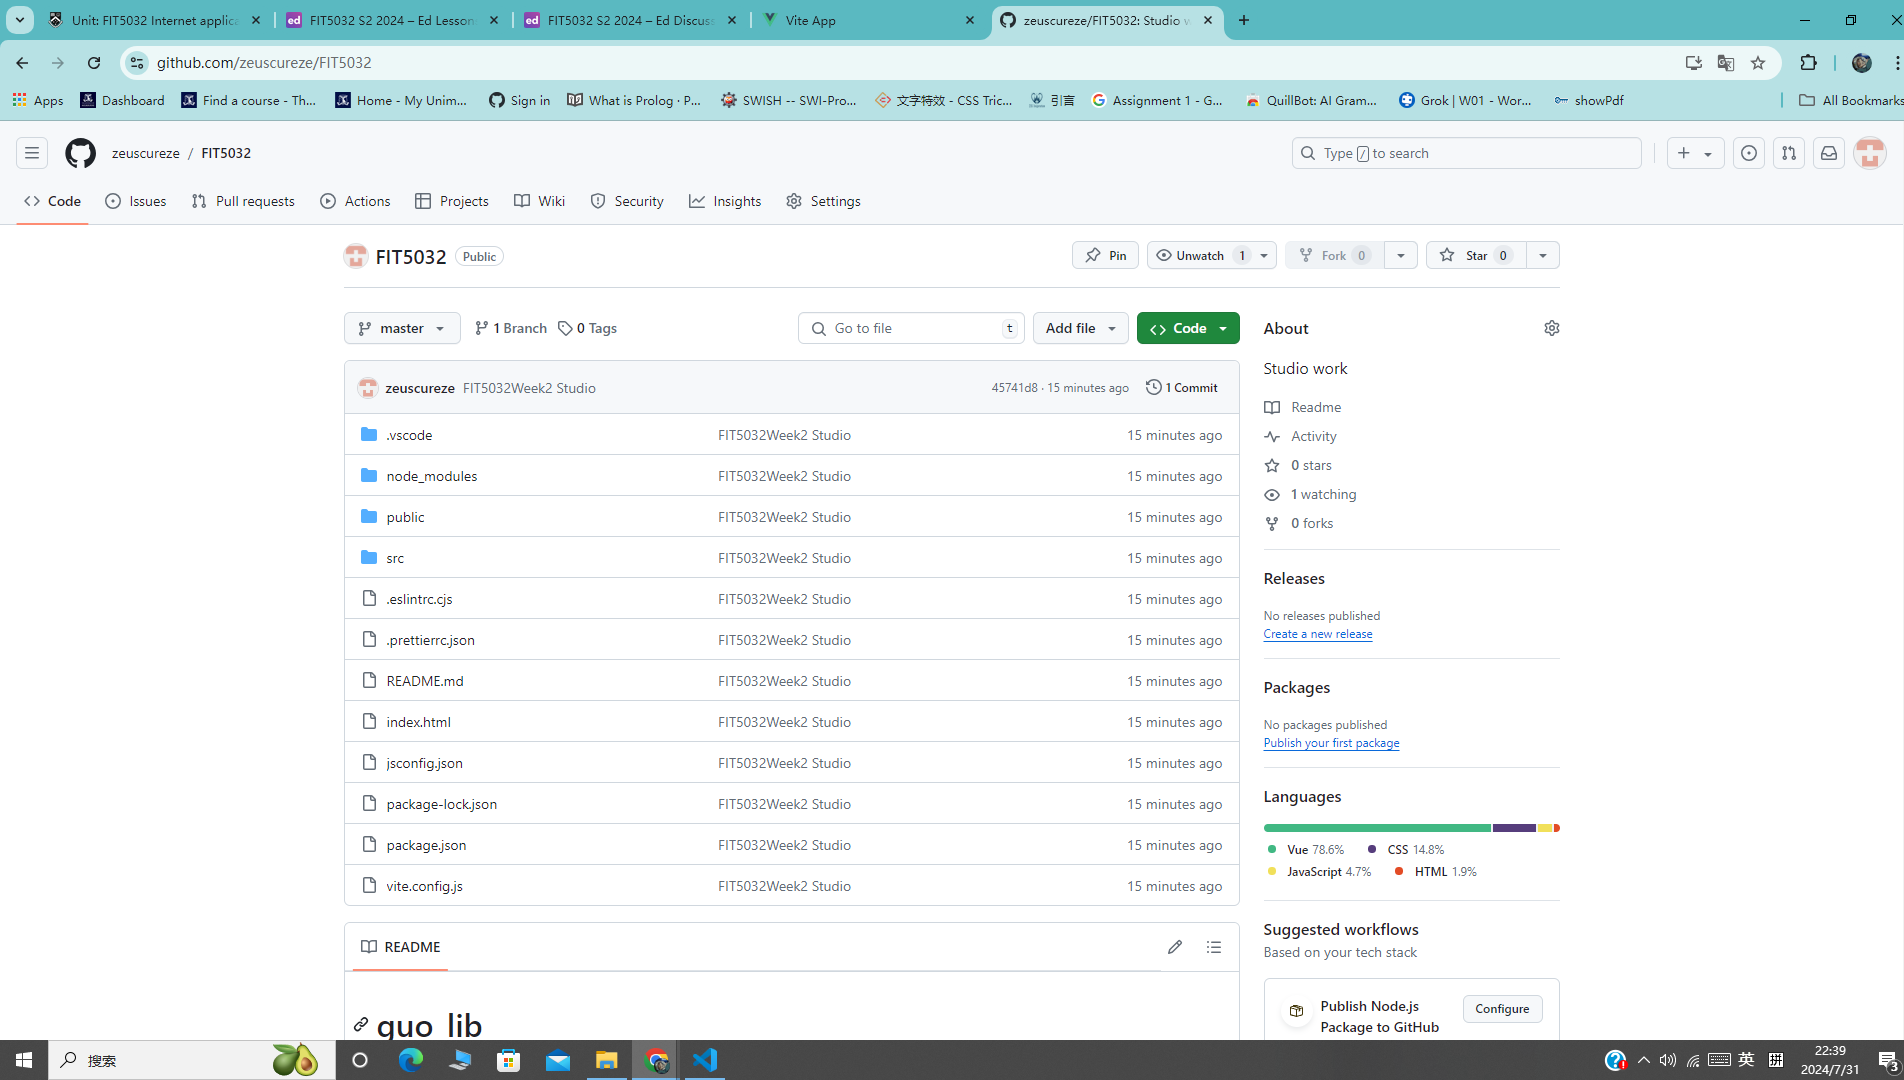 Unit: FIT5032 Internet applica
FIT5032 S2 2024 – Ed Lesson
FIT5032 S2 2024 – Ed Discuss
Vite App
zeuscureze/FIT5032: Studio w
github.com/zeuscureze/FIT5032
Apps
Dashboard
Find a course - Th...
Home - My Unim...
Sign in
What is Prolog · P...
SWISH -- SWI-Pro...
文字特效 - CSS Tric...
引言
Assignment 1 - G...
QuillBot: AI Gram...
Grok | W01 - Wor...
showPdf
All Bookmarks
zeuscureze / FIT5032
Type / to search
Code
Issues
Pull requests
Actions
Projects
Wiki
Security
Insights
Settings
FIT5032 Public
Pin
Unwatch 1
Fork 0
Star 0
master
1 Branch
0 Tags
Go to file t
Add file
Code
zeuscureze FIT5032Week2 Studio 45741d8 · 15 minutes ago 1 Commit
.vscode FIT5032Week2 Studio 15 minutes ago
node_modules FIT5032Week2 Studio 15 minutes ago
public FIT5032Week2 Studio 15 minutes ago
src FIT5032Week2 Studio 15 minutes ago
.eslintrc.cjs FIT5032Week2 Studio 15 minutes ago
.prettierrc.json FIT5032Week2 Studio 15 minutes ago
README.md FIT5032Week2 Studio 15 minutes ago
index.html FIT5032Week2 Studio 15 minutes ago
jsconfig.json FIT5032Week2 Studio 15 minutes ago
package-lock.json FIT5032Week2 Studio 15 minutes ago
package.json FIT5032Week2 Studio 15 minutes ago
vite.config.js FIT5032Week2 Studio 15 minutes ago
README
guo_lib
About
Studio work
Readme
Activity
0 stars
1 watching
0 forks
Releases
No releases published
Create a new release
Packages
No packages published
Publish your first package
Languages
Vue 78.6% CSS 14.8%
JavaScript 4.7% HTML 1.9%
Suggested workflows
Based on your tech stack
Publish Node.js
Package to GitHub
Configure
搜索
英
拼
22:39
2024/7/31
3